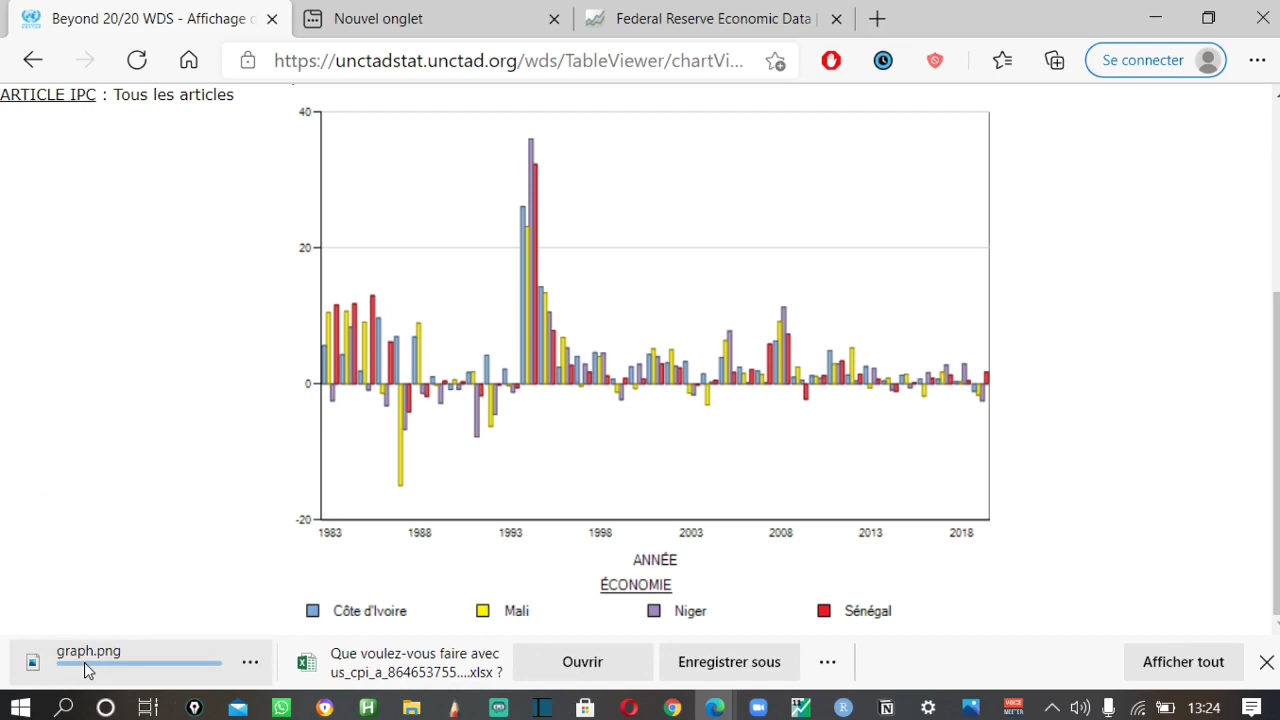 Beyond 20/20 WDS - Affichage
Nouvel onglet
Federal Reserve Economic Data |
https://unctadstat.unctad.org/wds/TableViewer/chartVi...
Se connecter
ARTICLE IPC : Tous les articles
40
20
0
-20
1983 1988 1993 1998 2003 2008 2013 2018
ANNÉE
ÉCONOMIE
Côte d'Ivoire Mali Niger Sénégal
graph.png
Que voulez-vous faire avec
us_cpi_a_864653755....xlsx ?
Ouvrir
Enregistrer sous
Afficher tout
13:24